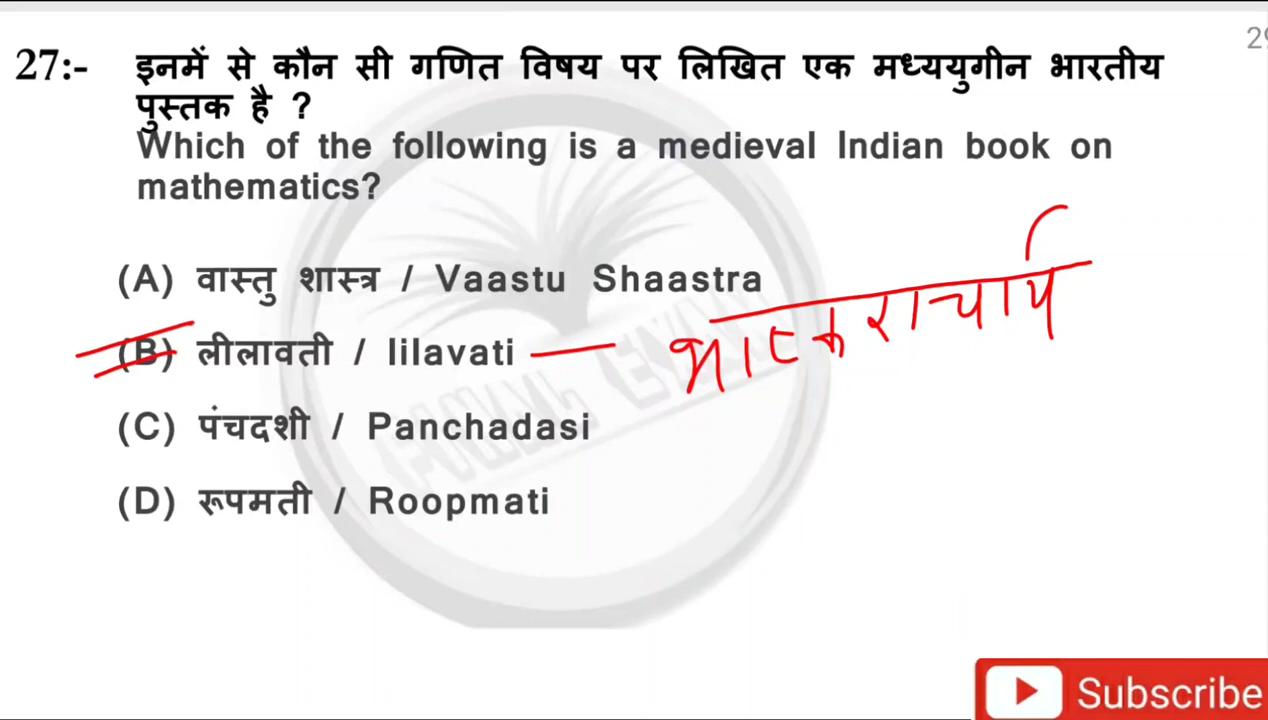 29
27:- इनमें से कौन सी गणित विषय पर लिखित एक मध्ययुगीन भारतीय
पुस्तक है ?
Which of the following is a medieval Indian book on
mathematics?
(A) वास्तु शास्त्र / Vaastu Shaastra
(B) लीलावती / lilavati — भास्कराचार्य
(C) पंचदशी / Panchadasi
(D) रूपमती / Roopmati
Subscribe